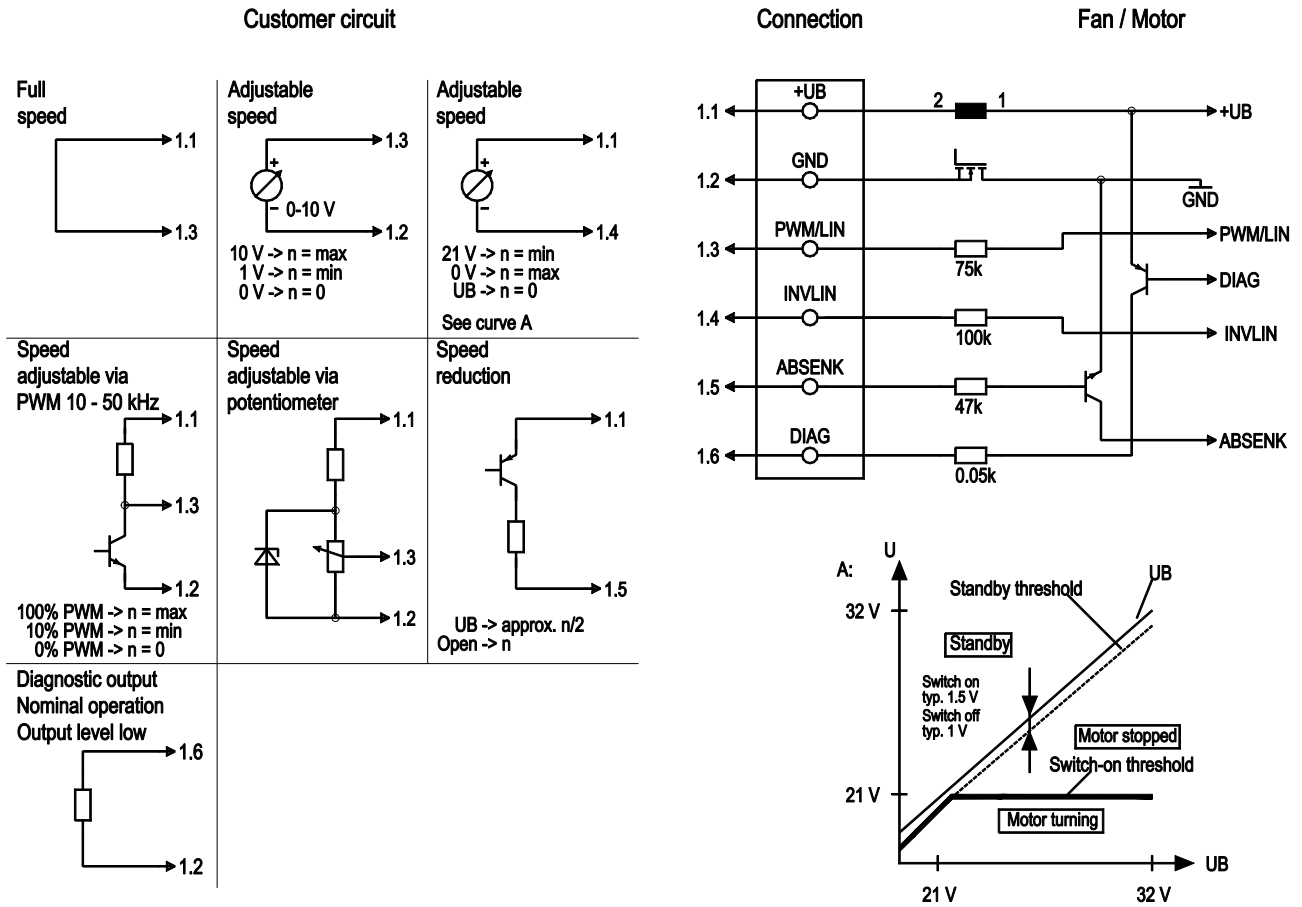 Customer circuit
Connection
Fan / Motor
Full
speed
1.1
1.3
Adjustable
speed
1.3
+
–
0-10 V
1.2
10 V -> n = max
1 V -> n = min
0 V -> n = 0
Adjustable
speed
1.1
+
–
1.4
21 V -> n = min
0 V -> n = max
UB -> n = 0
See curve A
Speed
adjustable via
PWM 10 - 50 kHz
1.1
1.3
1.2
100% PWM -> n = max
10% PWM -> n = min
0% PWM -> n = 0
Speed
adjustable via
potentiometer
1.1
1.3
1.2
Speed
reduction
1.1
1.5
UB -> approx. n/2
Open -> n
Diagnostic output
Nominal operation
Output level low
1.6
1.2
1.1
+UB
2
1
+UB
1.2
GND
GND
1.3
PWM/LIN
75k
PWM/LIN
DIAG
1.4
INVLIN
100k
INVLIN
1.5
ABSENK
47k
ABSENK
1.6
DIAG
0.05k
A:
U
32 V
Standby threshold
UB
Standby
Switch on
typ. 1.5 V
Switch off
typ. 1 V
Motor stopped
Switch-on threshold
21 V
Motor turning
UB
21 V
32 V